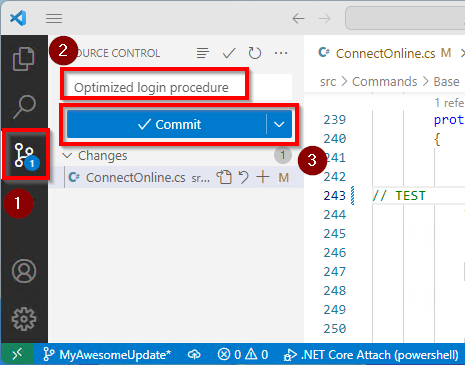 2
SOURCE CONTROL
ConnectOnline.cs M
Optimized login procedure
src > Commands > Base
1 refe
Commit
3
Changes 1
ConnectOnline.cs sr... M
1
1
239 prot
240 {
241
242
243 // TEST
244
245
246
247
248
249
250
MyAwesomeUpdate* 0 0 .NET Core Attach (powershell)